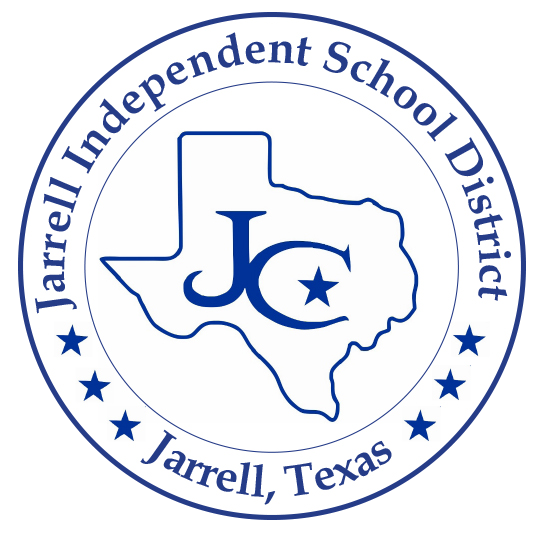 Jarrell Independent School District
JC
Jarrell, Texas